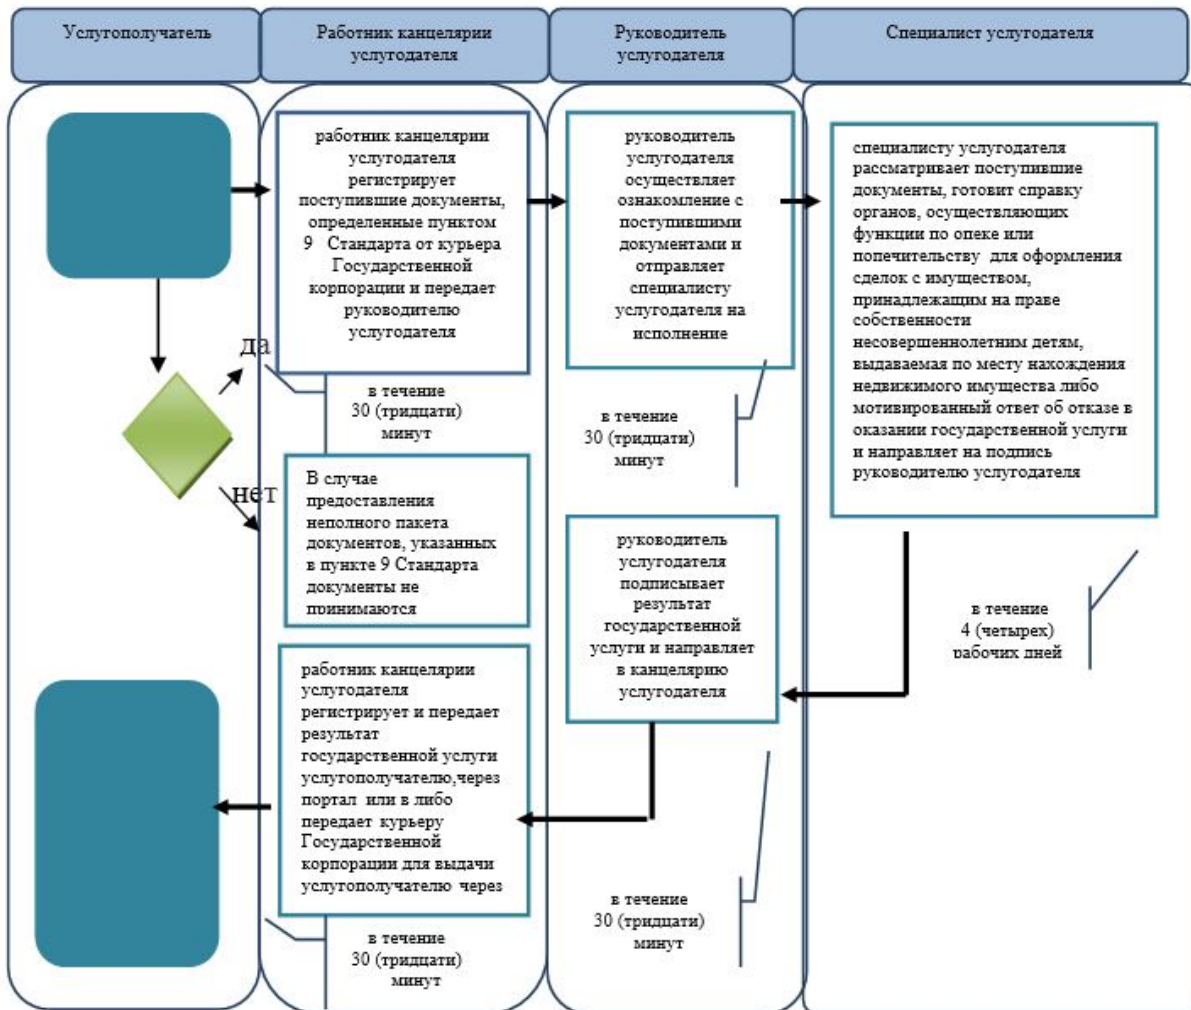 Услугополучатель
Работник канцелярии
услугодателя
Руководитель
услугодателя
Специалист услугодателя
работник канцелярии
услугодателя
регистрирует
поступившие документы,
определенные пунктом
9 Стандарта от курьера
Государственной
корпорации и передает
руководителю
услугодателя
руководитель
услугодателя
осуществляет
ознакомление с
поступившими
документами и
отправляет
специалисту
услугодателя на
исполнение
специалисту услугодателя
рассматривает поступившие
документы, готовит справку
органов, осуществляющих
функции по опеке или
попечительству для оформления
сделок с имуществом,
принадлежащим на праве
собственности
несовершеннолетним детям,
выдаваемая по месту нахождения
недвижимого имущества либо
мотивированный ответ об отказе в
оказании государственной услуги
и направляет на подпись
руководителю услугодателя
да
в течение
30 (тридцати)
минут
в течение
30 (тридцати)
минут
нет
В случае
предоставления
неполного пакета
документов, указанных
в пункте 9 Стандарта
документы не
принимаются
руководитель
услугодателя
подписывает
результат
государственной
услуги и направляет
в канцелярию
услугодателя
в течение
4 (четырех)
рабочих дней
работник канцелярии
услугодателя
регистрирует и передает
результат
государственной услуги
услугополучателю,через
портал или в либо
передает курьеру
Государственной
корпорации для выдачи
услугополучателю через
в течение
30 (тридцати)
минут
в течение
30 (тридцати)
минут